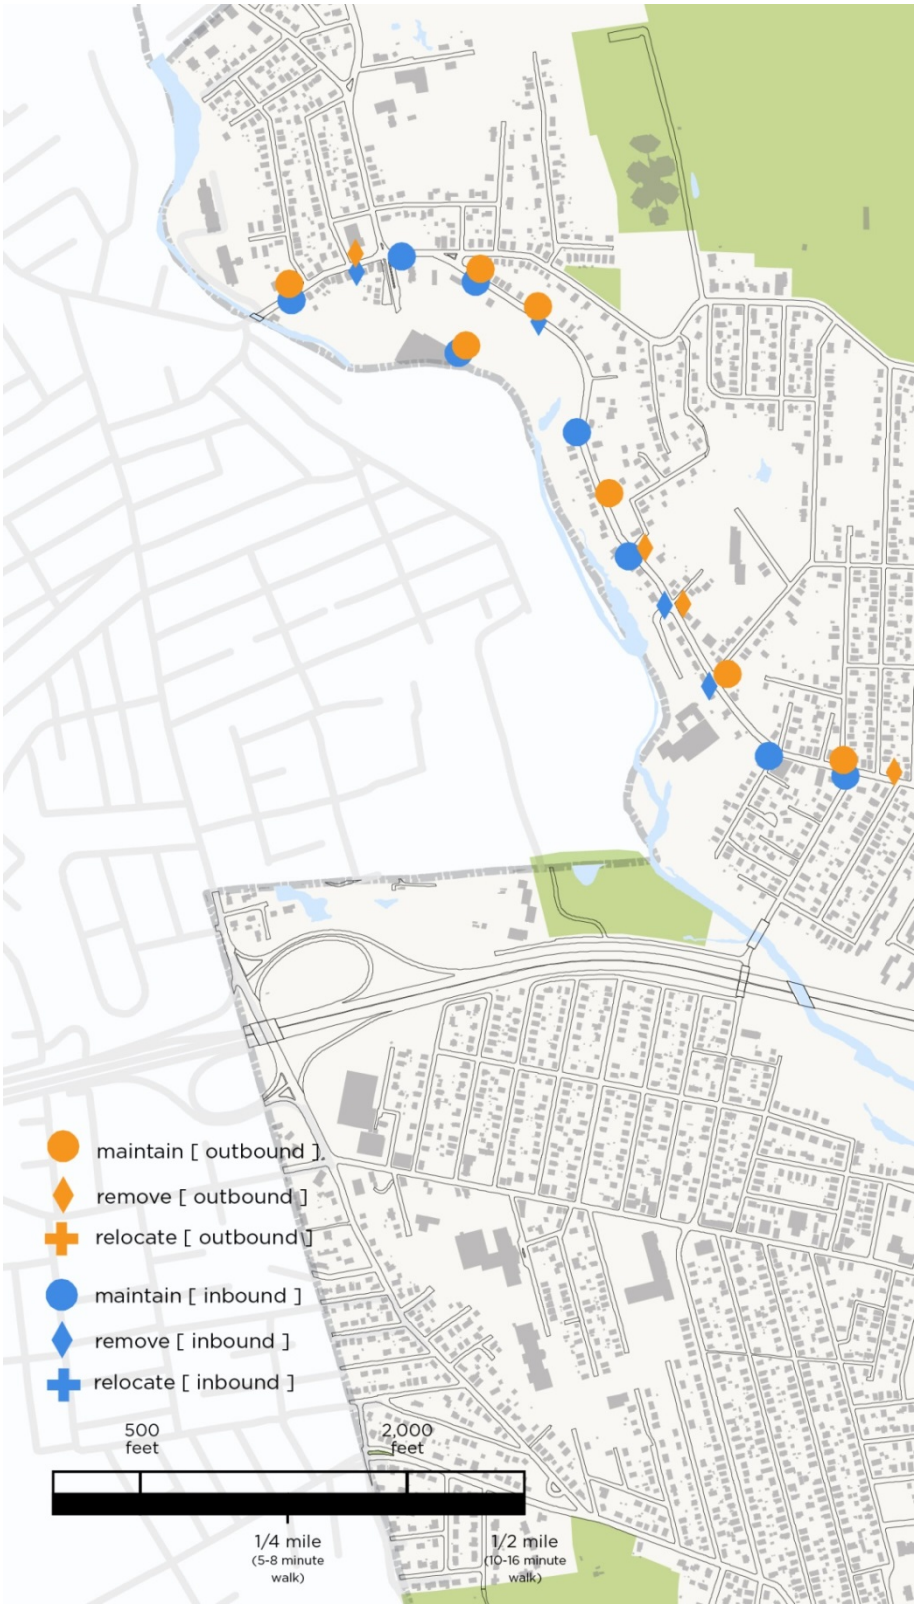 maintain [ outbound ].
remove [ outbound ]
relocate [ outbound ]
maintain [ inbound ]
remove [ inbound ]
relocate [ inbound ]
500
feet
2,000
feet
1/4 mile
(5-8 minute
walk)
1/2 mile
(10-16 minute
walk)